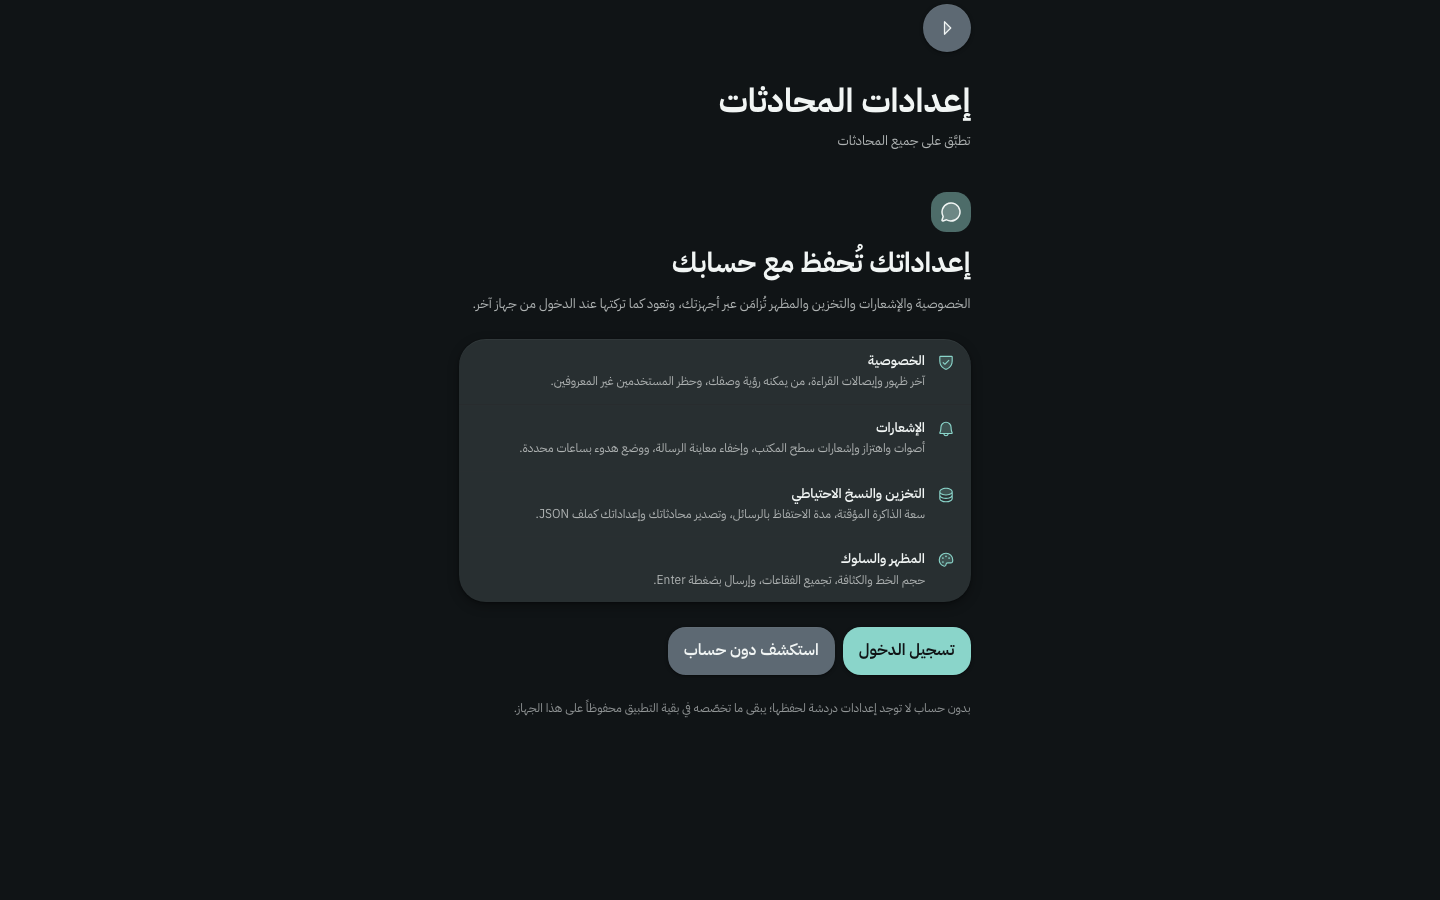 إعدادات المحادثات
تطبَّق على جميع المحادثات
إعداداتك تُحفظ مع حسابك
الخصوصية والإشعارات والتخزين والمظهر تُزامَن عبر أجهزتك، وتعود كما تركتها عند الدخول من جهاز آخر.
الخصوصية
آخر ظهور وإيصالات القراءة، من يمكنه رؤية وصفك، وحظر المستخدمين غير المعروفين.
الإشعارات
أصوات واهتزاز وإشعارات سطح المكتب، وإخفاء معاينة الرسالة، ووضع هدوء بساعات محددة.
التخزين والنسخ الاحتياطي
سعة الذاكرة المؤقتة، مدة الاحتفاظ بالرسائل، وتصدير محادثاتك وإعداداتك كملف JSON.
المظهر والسلوك
حجم الخط والكثافة، تجميع الفقاعات، وإرسال بضغطة Enter.
تسجيل الدخول
استكشف دون حساب
بدون حساب لا توجد إعدادات دردشة لحفظها؛ يبقى ما تخصّصه في بقية التطبيق محفوظاً على هذا الجهاز.